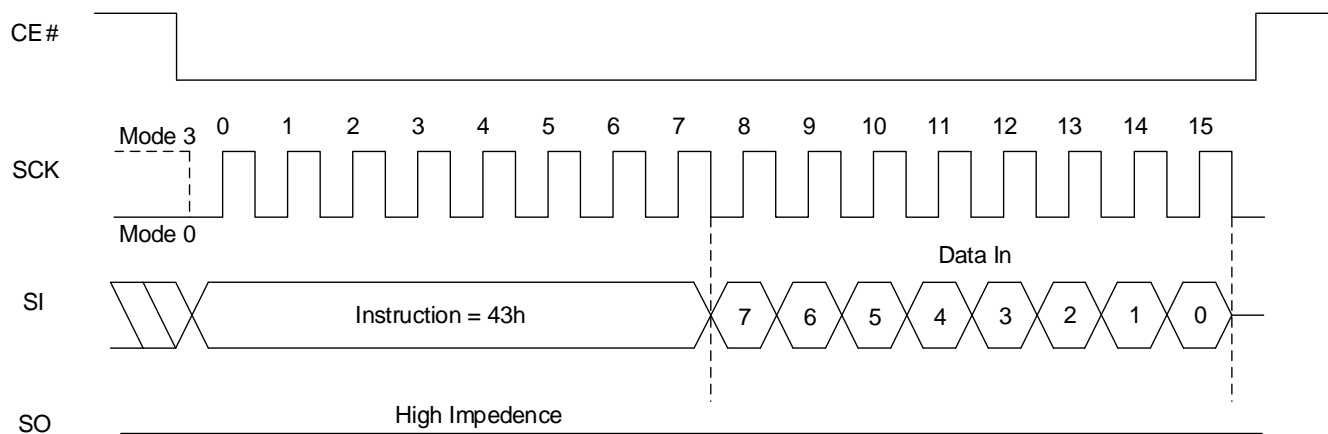 CE#
Mode 3 0 1 2 3 4 5 6 7 8 9 10 11 12 13 14 15
SCK
Mode 0
Data In
SI Instruction = 43h 7 6 5 4 3 2 1 0
High Impedence
SO